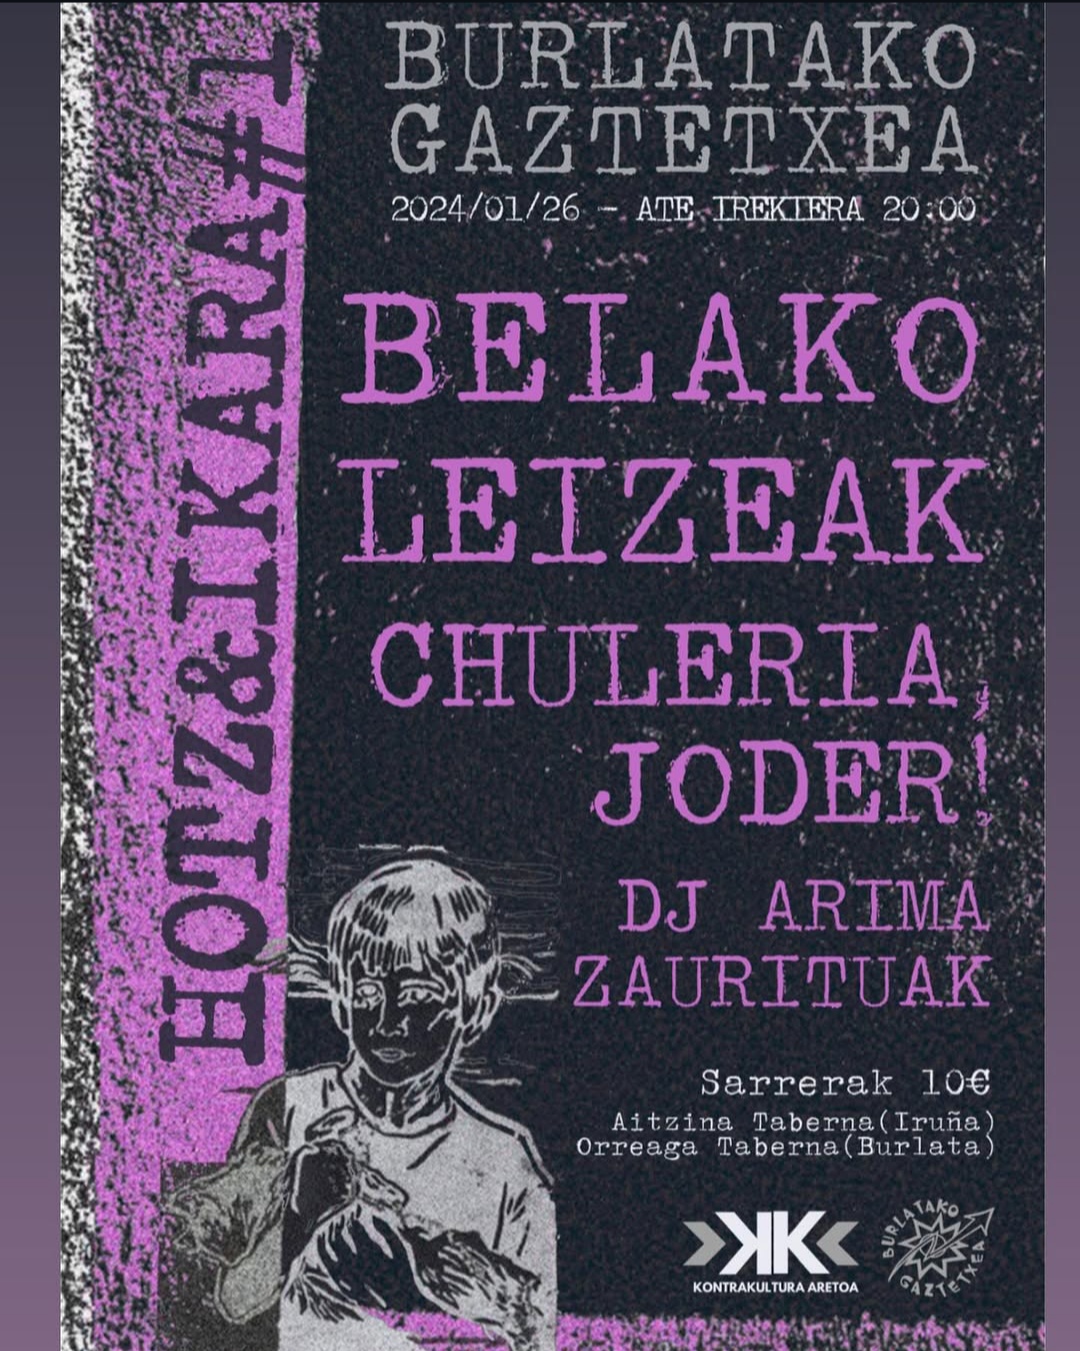 HOTZ&IKARA#1
BURLATAKO
GAZTETXEA
2024/01/26 - ATE IREKIERA 20:00
BELAKO
LEIZEAK
CHULERIA,
JODER!
DJ ARIMA
ZAURITUAK
Sarrerak 10€
Aitzina Taberna(Iruña)
Orreaga Taberna(Burlata)
KK
KONTRAKULTURA ARETOA
BURLATAKO
GAZTETXEA